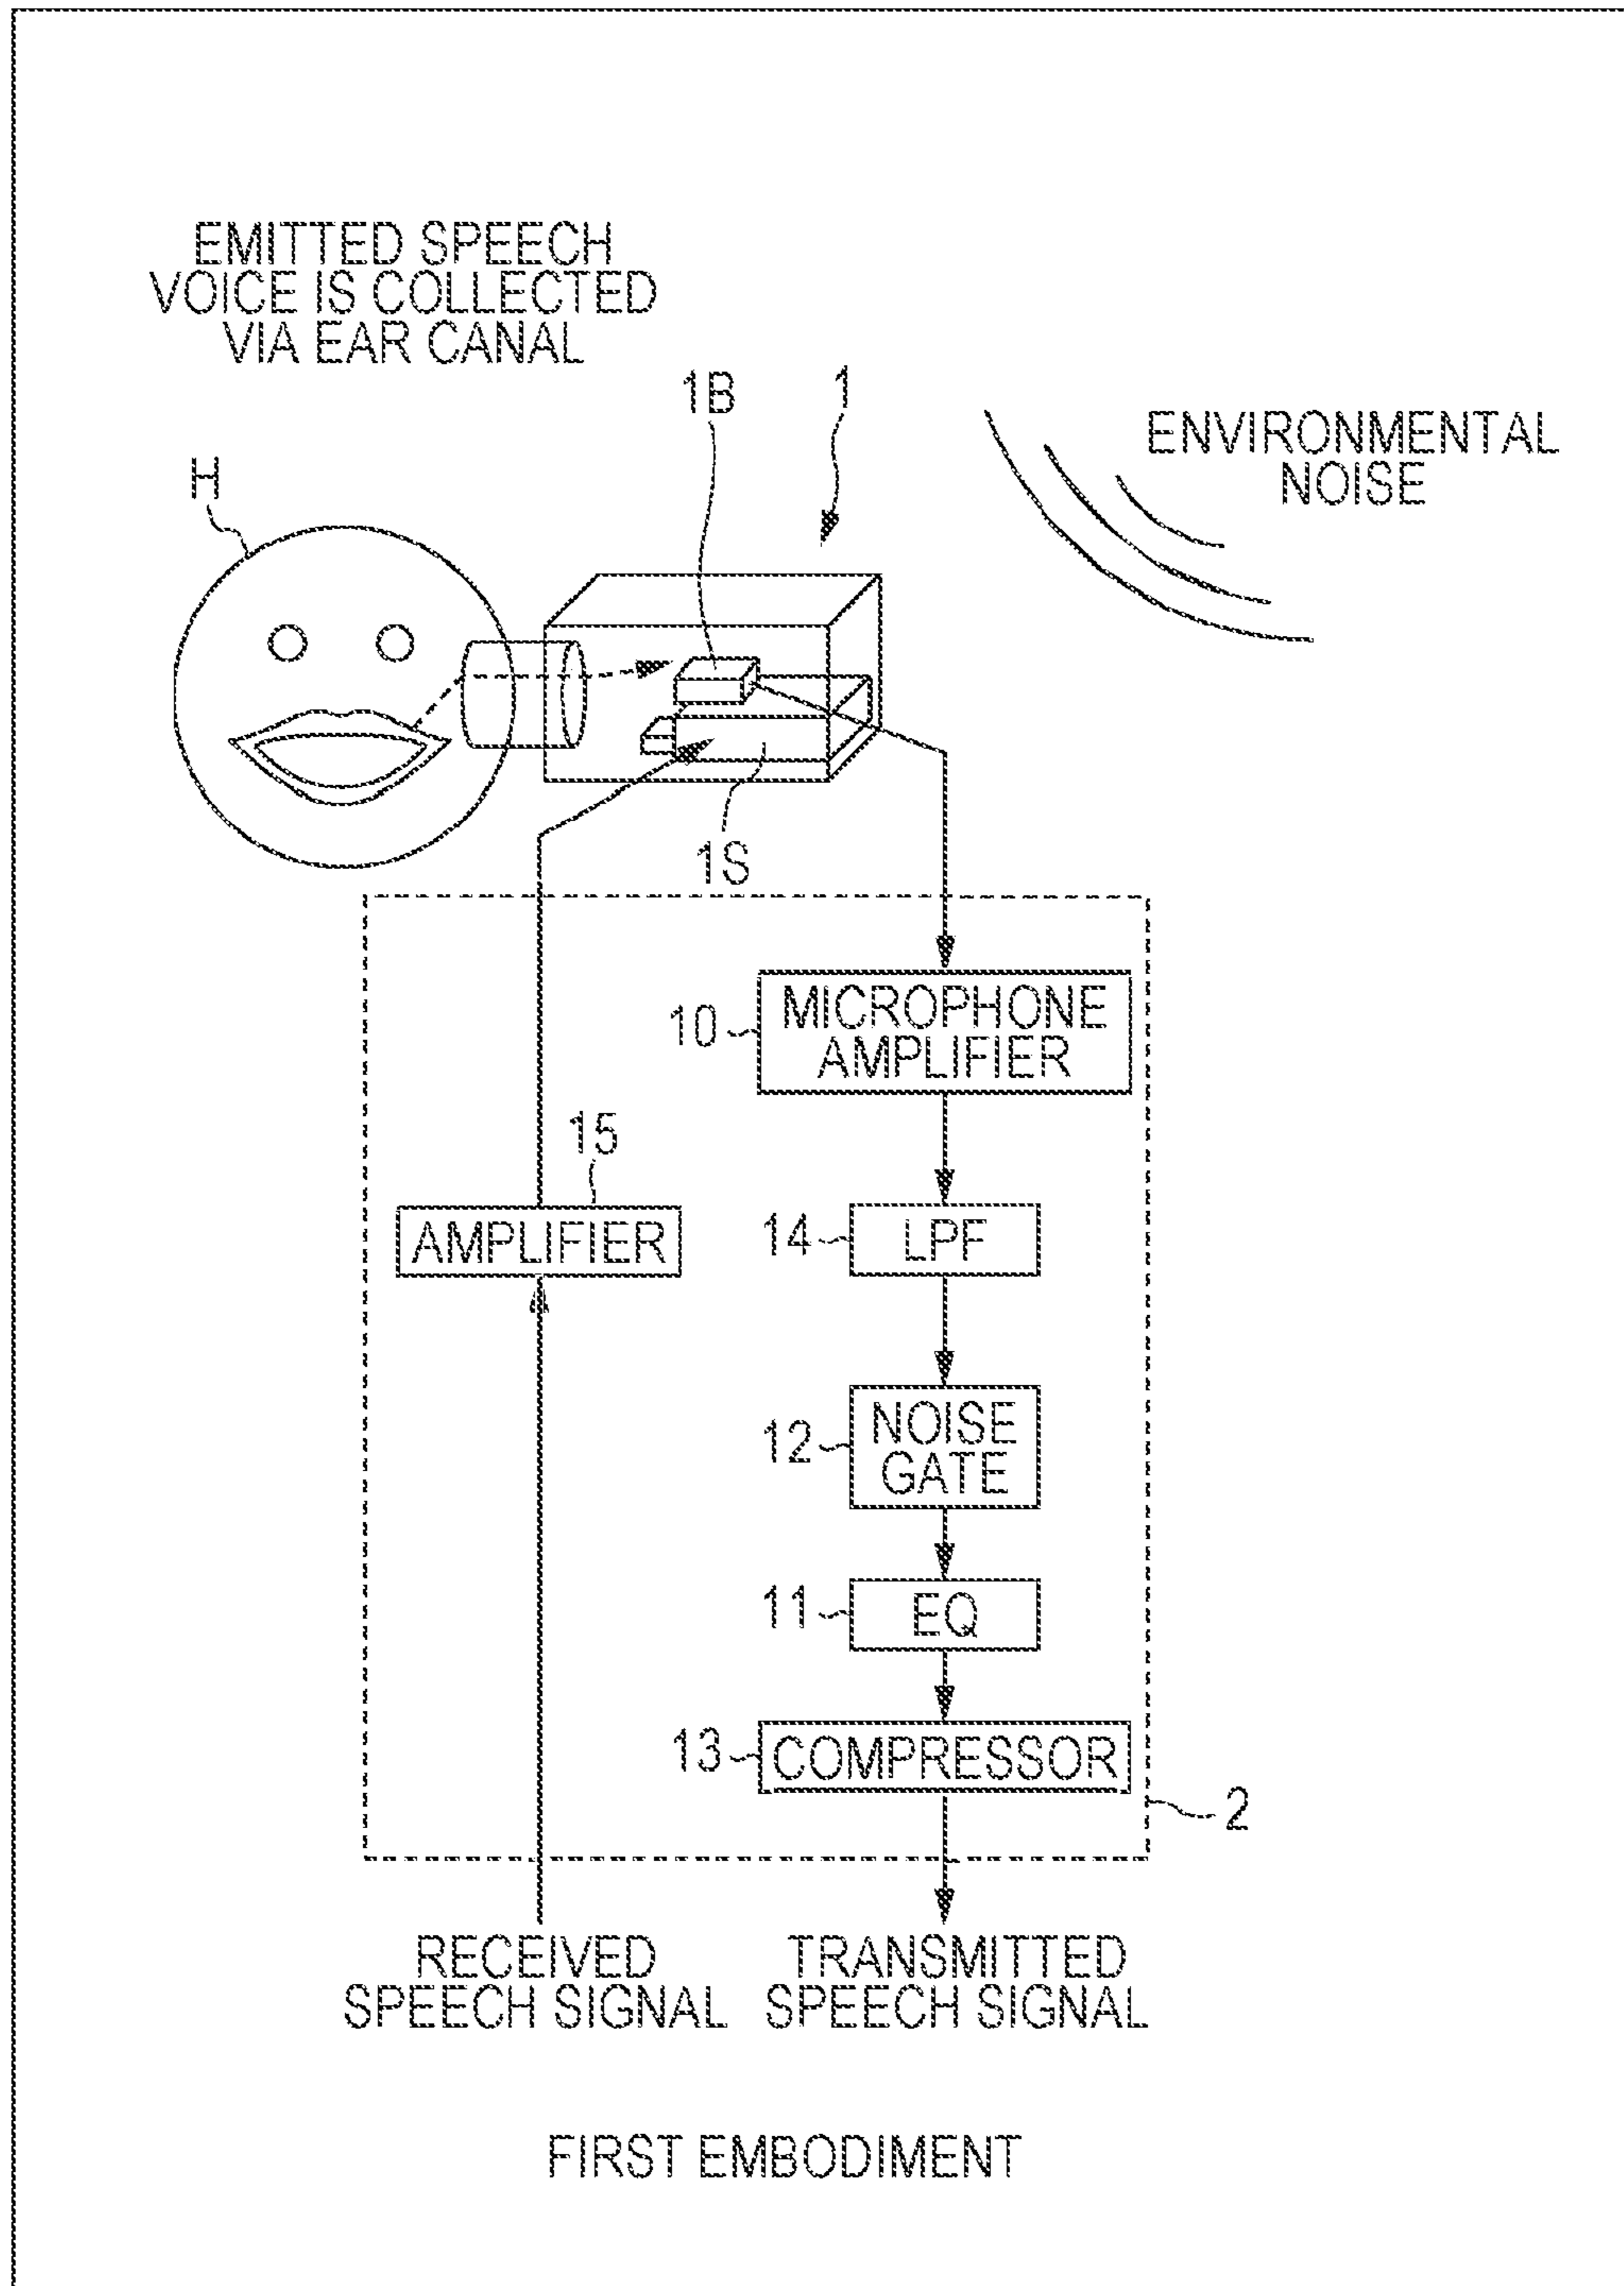 EMITTED SPEECH
VOICE IS COLLECTED
VIA EAR CANAL
1B
1
ENVIRONMENTAL
NOISE
H
1S
10
MICROPHONE
AMPLIFIER
15
AMPLIFIER
14
LPF
12
NOISE
GATE
11
EQ
13
COMPRESSOR
2
RECEIVED
SPEECH SIGNAL
TRANSMITTED
SPEECH SIGNAL
FIRST EMBODIMENT